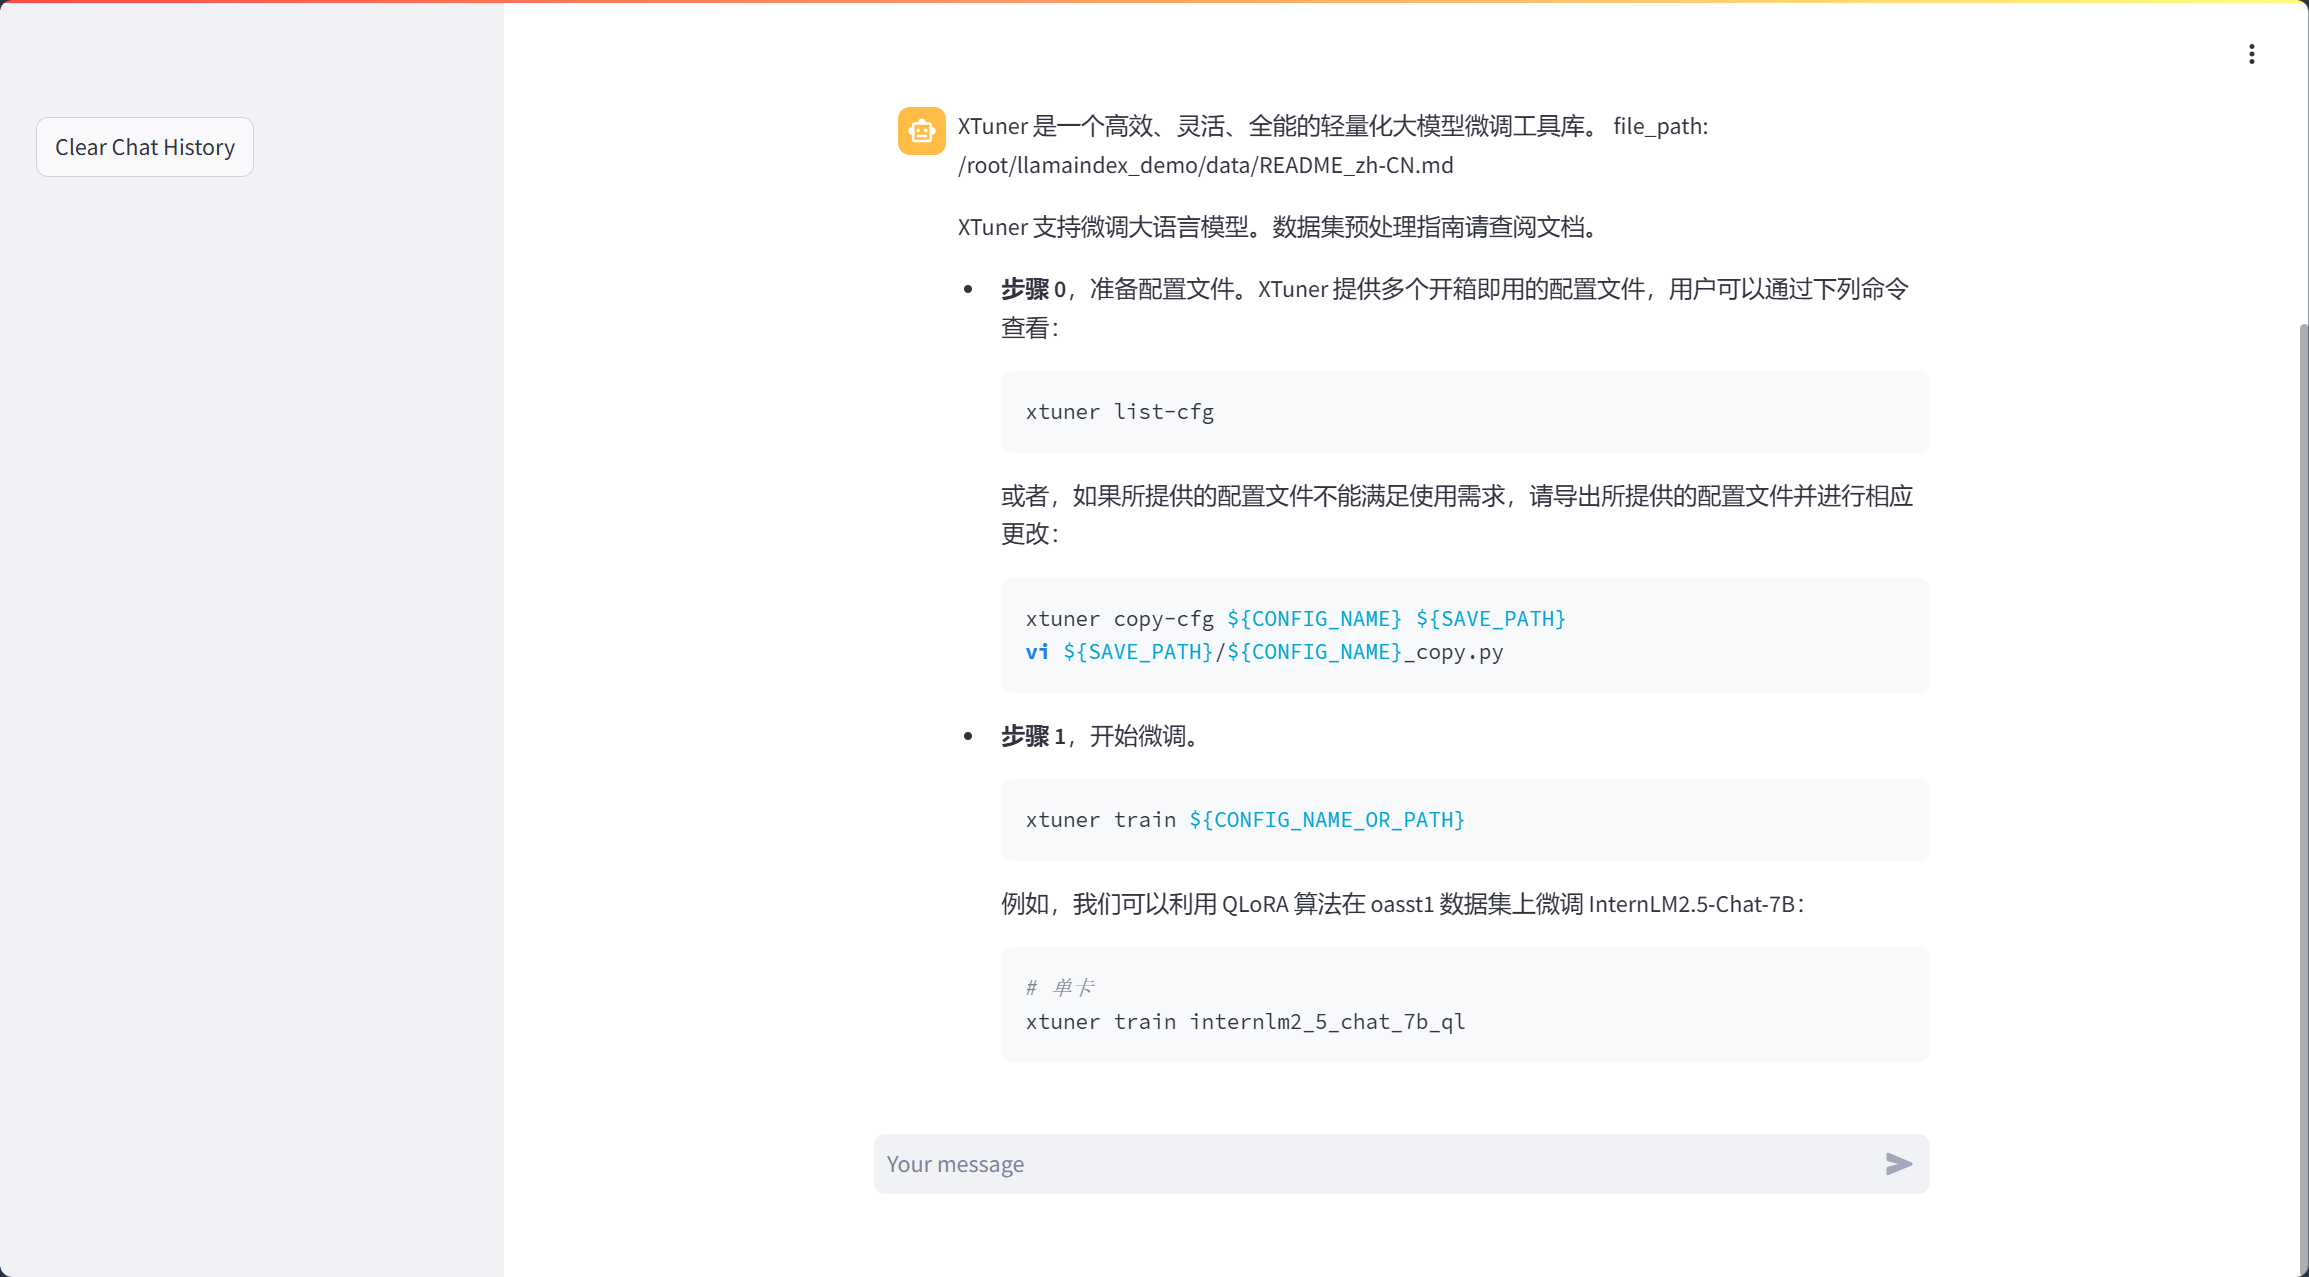 Clear Chat History
XTuner 是一个高效、灵活、全能的轻量化大模型微调工具库。 file_path:
/root/llamaindex_demo/data/README_zh-CN.md
XTuner 支持微调大语言模型。数据集预处理指南请查阅文档。
步骤 0，准备配置文件。XTuner 提供多个开箱即用的配置文件，用户可以通过下列命令
查看：
xtuner list-cfg
或者，如果所提供的配置文件不能满足使用需求，请导出所提供的配置文件并进行相应
更改：
xtuner copy-cfg ${CONFIG_NAME} ${SAVE_PATH}
vi ${SAVE_PATH}/${CONFIG_NAME}_copy.py
步骤 1，开始微调。
xtuner train ${CONFIG_NAME_OR_PATH}
例如，我们可以利用 QLoRA 算法在 oasst1 数据集上微调 InternLM2.5-Chat-7B：
# 单卡
xtuner train internlm2_5_chat_7b_ql
Your message